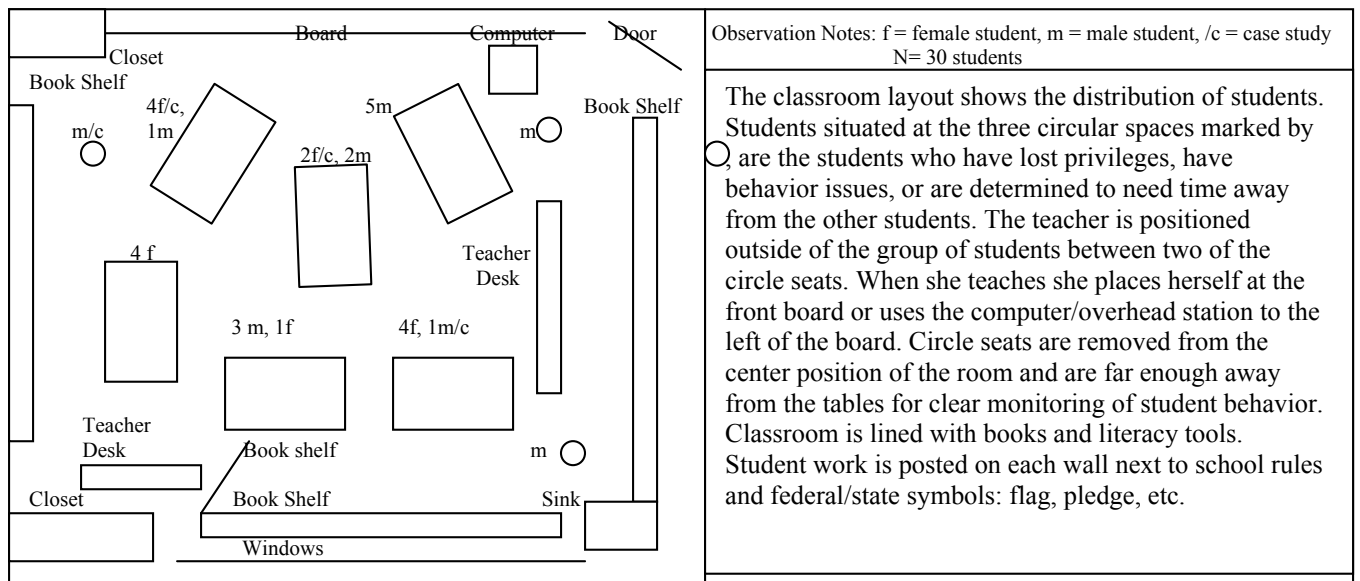 Board
Computer
Door
Closet
Book Shelf
4f/c,
1m
5m
Book Shelf
m/c
m
2f/c, 2m
4 f
Teacher
Desk
3 m, 1f
4f, 1m/c
Teacher
Desk
Book shelf
m
Closet
Book Shelf
Sink
Windows
Observation Notes: f = female student, m = male student, /c = case study
N= 30 students
The classroom layout shows the distribution of students.
Students situated at the three circular spaces marked by
, are the students who have lost privileges, have
behavior issues, or are determined to need time away
from the other students. The teacher is positioned
outside of the group of students between two of the
circle seats. When she teaches she places herself at the
front board or uses the computer/overhead station to the
left of the board. Circle seats are removed from the
center position of the room and are far enough away
from the tables for clear monitoring of student behavior.
Classroom is lined with books and literacy tools.
Student work is posted on each wall next to school rules
and federal/state symbols: flag, pledge, etc.